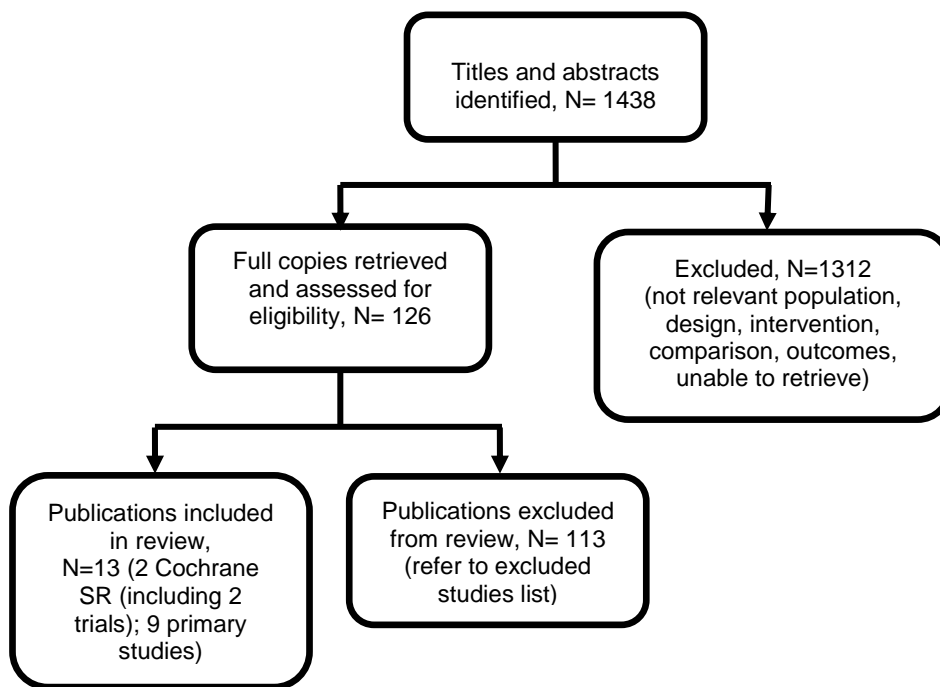 Titles and abstracts
identified, N= 1438
Full copies retrieved
and assessed for
eligibility, N= 126
Excluded, N=1312
(not relevant population,
design, intervention,
comparison, outcomes,
unable to retrieve)
Publications included
in review,
N=13 (2 Cochrane
SR (including 2
trials); 9 primary
studies)
Publications excluded
from review, N= 113
(refer to excluded
studies list)